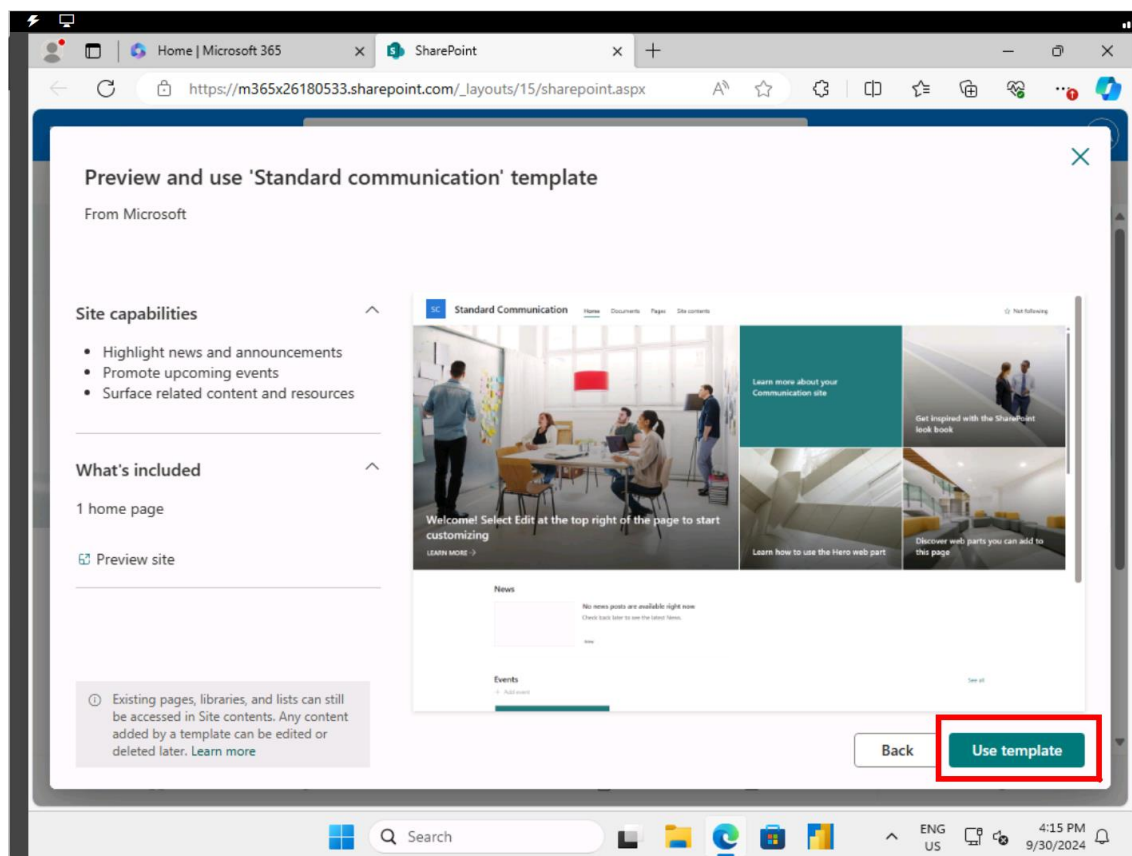 Home | Microsoft 365
SharePoint
https://m365x26180533.sharepoint.com/_layouts/15/sharepoint.aspx
Preview and use 'Standard communication' template
From Microsoft
Site capabilities
• Highlight news and announcements
• Promote upcoming events
• Surface related content and resources
What's included
1 home page
Preview site
Existing pages, libraries, and lists can still
be accessed in Site contents. Any content
added by a template can be edited or
deleted later. Learn more
SC Standard Communication Home Documents Pages Site contents Not following
Welcome! Select Edit at the top right of the page to start
customizing
LEARN MORE →
Learn more about your
Communication site
Get inspired with the SharePoint
look book
Learn how to use the Hero web part
Discover web parts you can add to
this page
News
No news posts are available right now
Check back later to see the latest News.
Events
See all
+ Add event
Back
Use template
Search
ENG
US
4:15 PM
9/30/2024